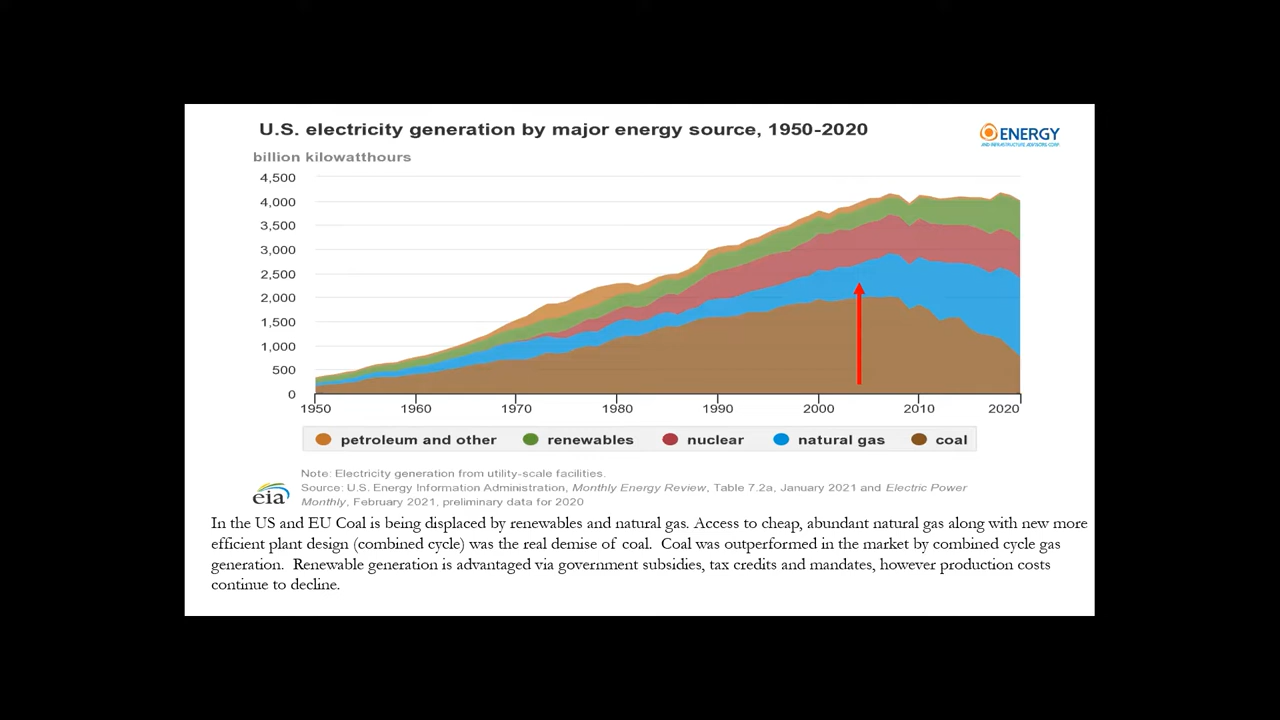 U.S. electricity generation by major energy source, 1950-2020
ENERGY
AND INFRASTRUCTURE ADVISORS CORP.
billion kilowatthours
4,500
4,000
3,500
3,000
2,500
2,000
1,500
1,000
500
0
1950 1960 1970 1980 1990 2000 2010 2020
petroleum and other renewables nuclear natural gas coal
Note: Electricity generation from utility-scale facilities.
Source: U.S. Energy Information Administration, Monthly Energy Review, Table 7.2a, January 2021 and Electric Power
Monthly, February 2021, preliminary data for 2020
eia
In the US and EU Coal is being displaced by renewables and natural gas. Access to cheap, abundant natural gas along with new more
efficient plant design (combined cycle) was the real demise of coal. Coal was outperformed in the market by combined cycle gas
generation. Renewable generation is advantaged via government subsidies, tax credits and mandates, however production costs
continue to decline.